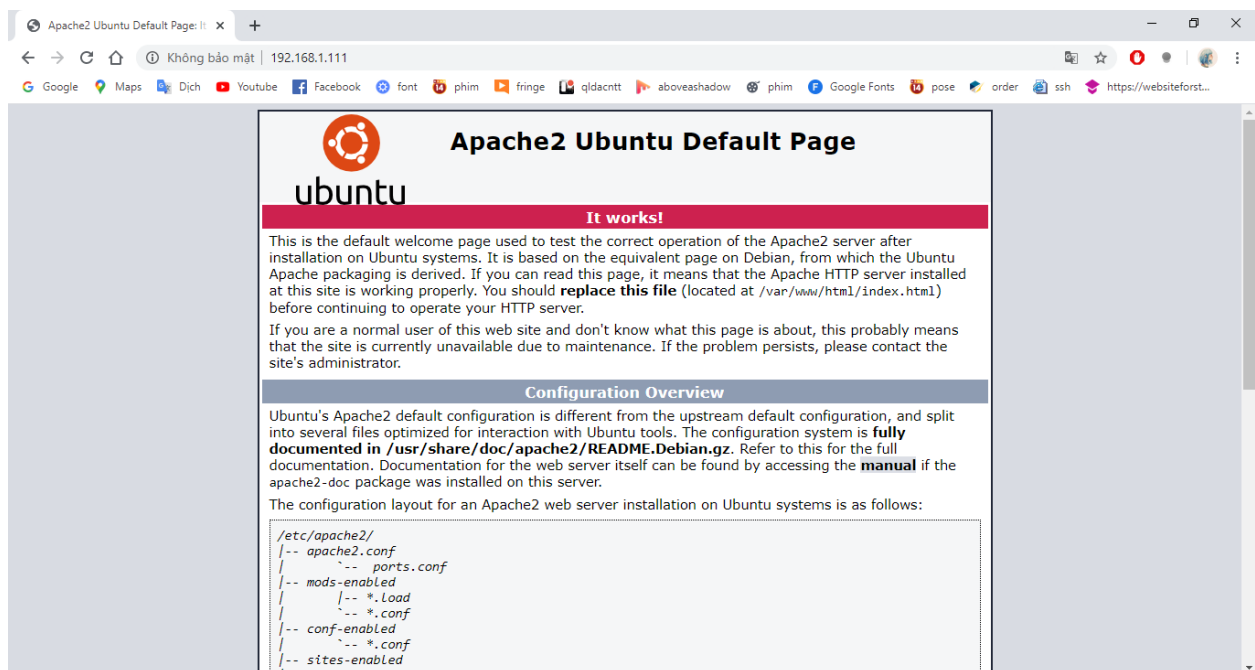 Apache2 Ubuntu Default Page: It
Không bảo mật | 192.168.1.111
Google Maps Dịch Youtube Facebook font phim fringe qldacntt aboveashadow phim Google Fonts pose order ssh https://websiteforst...
Apache2 Ubuntu Default Page
ubuntu
It works!
This is the default welcome page used to test the correct operation of the Apache2 server after
installation on Ubuntu systems. It is based on the equivalent page on Debian, from which the Ubuntu
Apache packaging is derived. If you can read this page, it means that the Apache HTTP server installed
at this site is working properly. You should replace this file (located at /var/www/html/index.html)
before continuing to operate your HTTP server.
If you are a normal user of this web site and don't know what this page is about, this probably means
that the site is currently unavailable due to maintenance. If the problem persists, please contact the
site's administrator.
Configuration Overview
Ubuntu's Apache2 default configuration is different from the upstream default configuration, and split
into several files optimized for interaction with Ubuntu tools. The configuration system is fully
documented in /usr/share/doc/apache2/README.Debian.gz. Refer to this for the full
documentation. Documentation for the web server itself can be found by accessing the manual if the
apache2-doc package was installed on this server.
The configuration layout for an Apache2 web server installation on Ubuntu systems is as follows:
/etc/apache2/
|-- apache2.conf
|       `--  ports.conf
|-- mods-enabled
|       |-- *.load
|       `-- *.conf
|-- conf-enabled
|       `-- *.conf
|-- sites-enabled